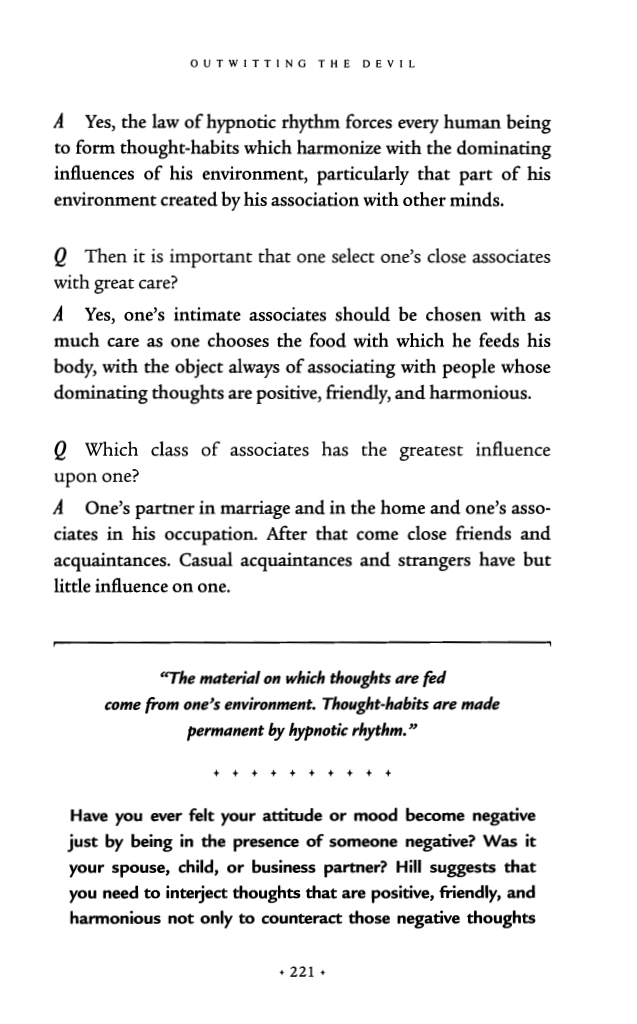 OUTWITTING THE DEVIL
A Yes, the law of hypnotic rhythm forces every human being
to form thought-habits which harmonize with the dominating
influences of his environment, particularly that part of his
environment created by his association with other minds.
Q Then it is important that one select one's close associates
with great care?
A Yes, one's intimate associates should be chosen with as
much care as one chooses the food with which he feeds his
body, with the object always of associating with people whose
dominating thoughts are positive, friendly, and harmonious.
Q Which class of associates has the greatest influence
upon one?
A One's partner in marriage and in the home and one's asso-
ciates in his occupation. After that come close friends and
acquaintances. Casual acquaintances and strangers have but
little influence on one.
"The material on which thoughts are fed
come from one's environment. Thought-habits are made
permanent by hypnotic rhythm."
Have you ever felt your attitude or mood become negative
just by being in the presence of someone negative? Was it
your spouse, child, or business partner? Hill suggests that
you need to interject thoughts that are positive, friendly, and
harmonious not only to counteract those negative thoughts
221